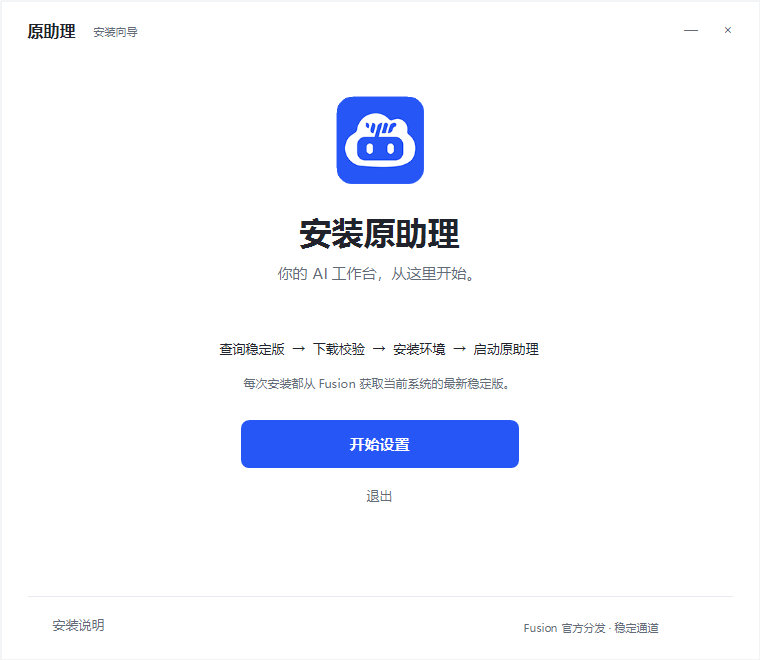 原助理 安装向导
安装原助理
你的 AI 工作台，从这里开始。
查询稳定版 → 下载校验 → 安装环境 → 启动原助理
每次安装都从 Fusion 获取当前系统的最新稳定版。
开始设置
退出
安装说明
Fusion 官方分发 · 稳定通道